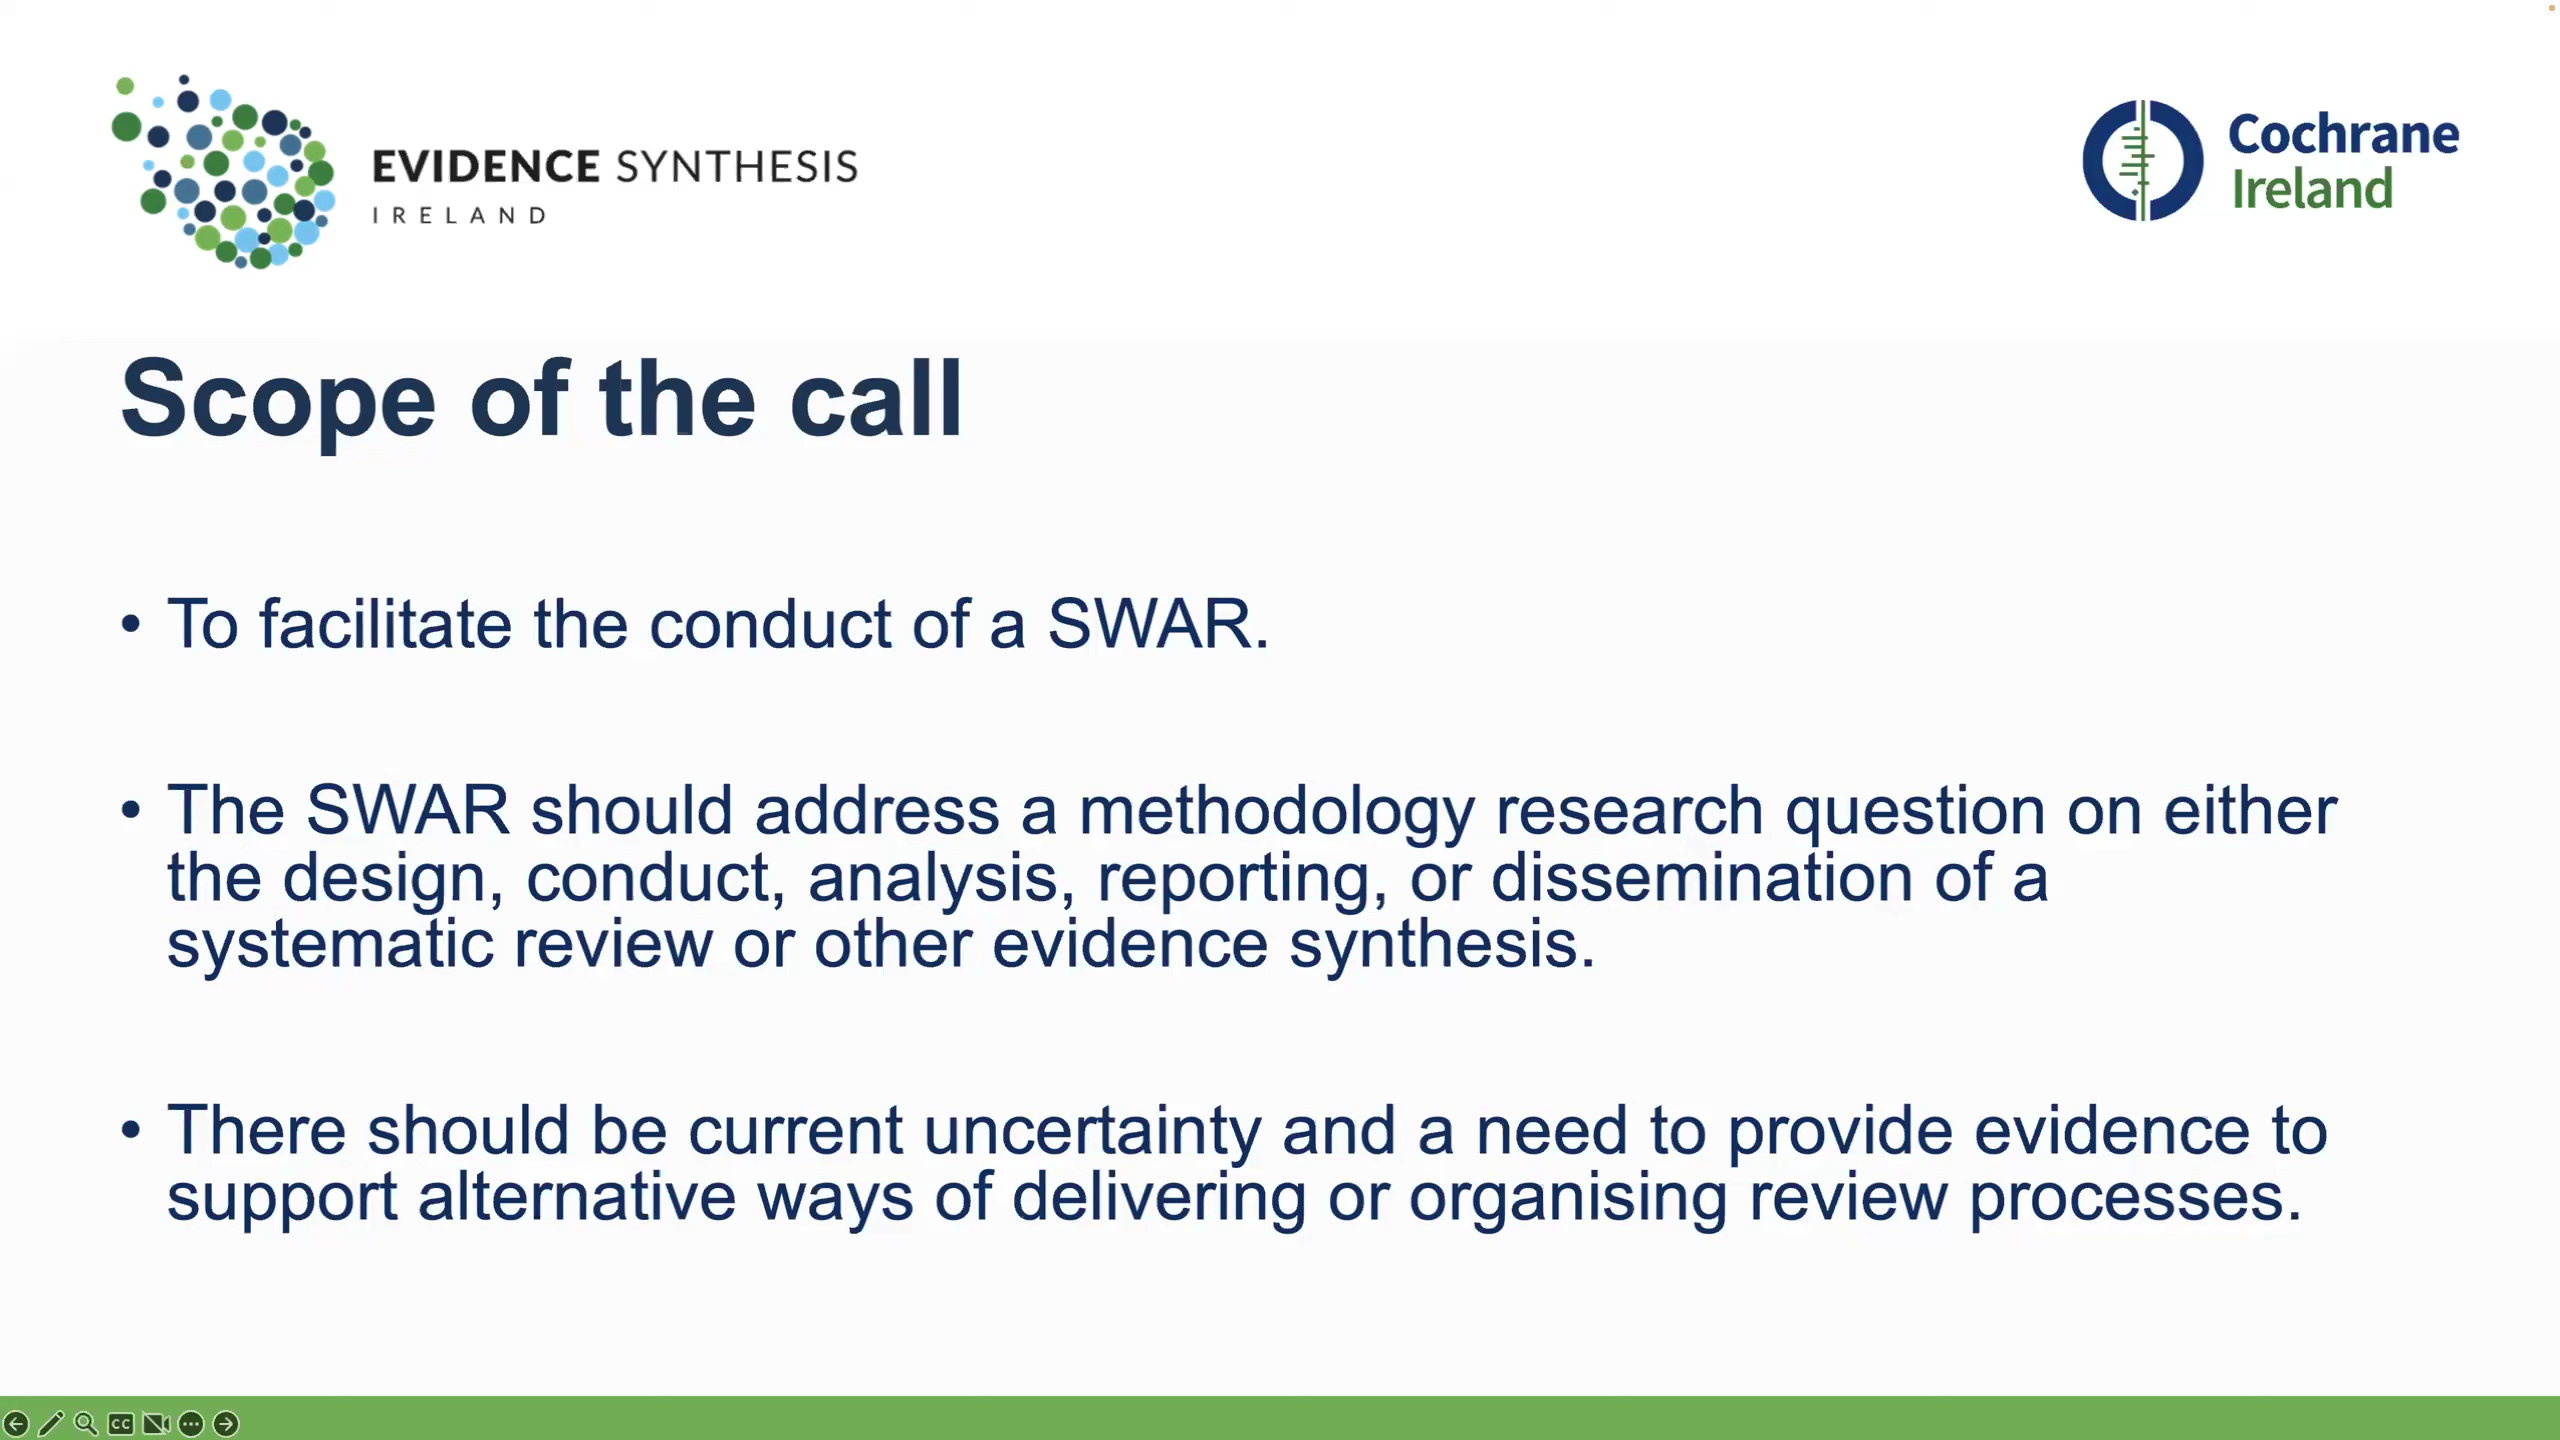 EVIDENCE SYNTHESIS
IRELAND
Cochrane
Ireland
Scope of the call
• To facilitate the conduct of a SWAR.
• The SWAR should address a methodology research question on either
the design, conduct, analysis, reporting, or dissemination of a
systematic review or other evidence synthesis.
• There should be current uncertainty and a need to provide evidence to
support alternative ways of delivering or organising review processes.
CC